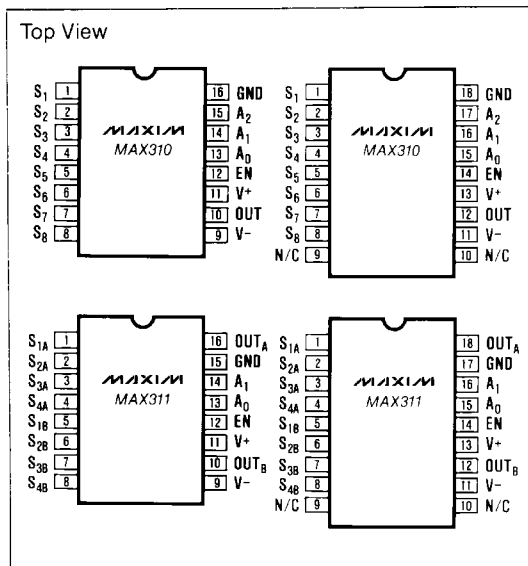 Top View
S1 1 16 GND
S2 2 15 A2
S3 3 MAXIM 14 A1
S4 4 MAX310 13 A0
S5 5 12 EN
S6 6 11 V+
S7 7 10 OUT
S8 8 9 V-
S1 1 18 GND
S2 2 17 A2
S3 3 MAXIM 16 A1
S4 4 MAX310 15 A0
S5 5 14 EN
S6 6 13 V+
S7 7 12 OUT
S8 8 11 V-
N/C 9 10 N/C
S1A 1 16 OUTA
S2A 2 15 GND
S3A 3 MAXIM 14 A1
S4A 4 MAX311 13 A0
S1B 5 12 EN
S2B 6 11 V+
S3B 7 10 OUTB
S4B 8 9 V-
S1A 1 18 OUTA
S2A 2 17 GND
S3A 3 MAXIM 16 A1
S4A 4 MAX311 15 A0
S1B 5 14 EN
S2B 6 13 V+
S3B 7 12 OUTB
S4B 8 11 V-
N/C 9 10 N/C